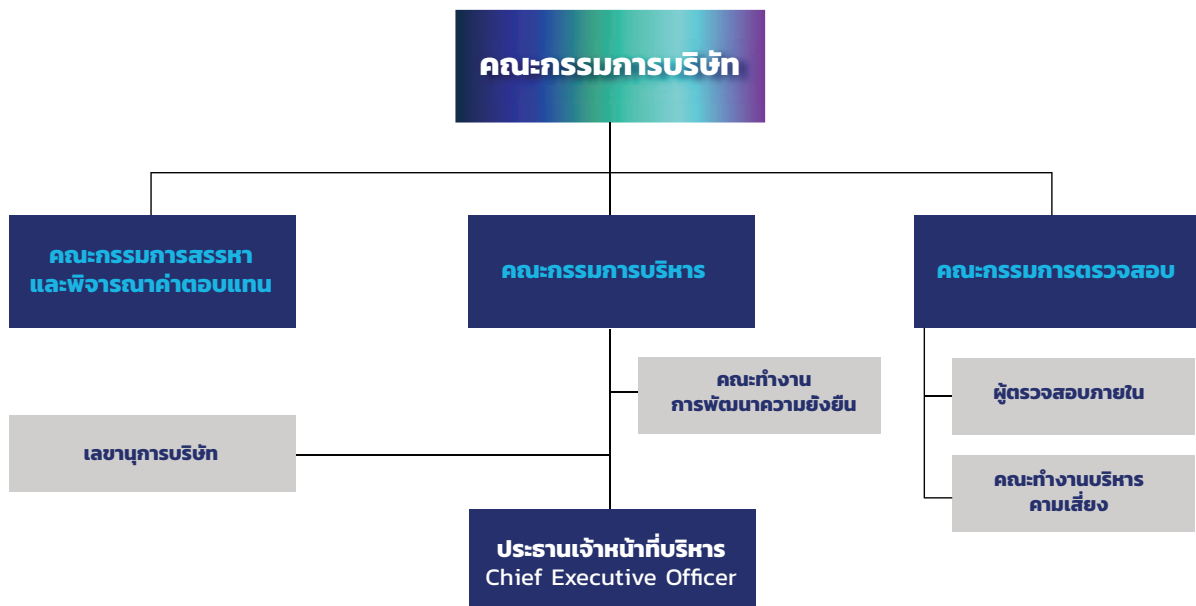 คณะกรรมการบริษัท
คณะกรรมการสรรหา
และพิจารณาค่าตอบแทน
คณะกรรมการบริหาร
คณะกรรมการตรวจสอบ
คณะทำงาน
การพัฒนาความยั่งยืน
ผู้ตรวจสอบภายใน
เลขานุการบริษัท
คณะทำงานบริหาร
คามเสี่ยง
ประธานเจ้าหน้าที่บริหาร
Chief Executive Officer